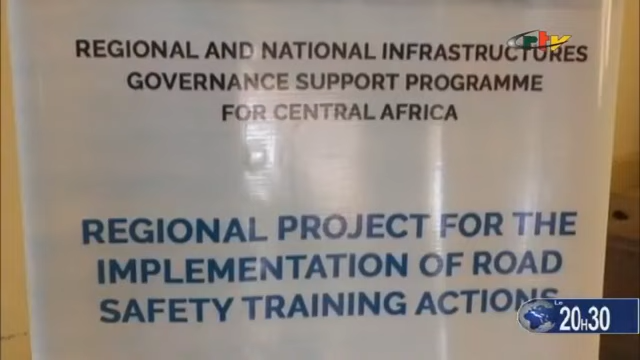 REGIONAL AND NATIONAL INFRASTRUCTURES
GOVERNANCE SUPPORT PROGRAMME
FOR CENTRAL AFRICA
REGIONAL PROJECT FOR THE
IMPLEMENTATION OF ROAD
SAFETY TRAINING ACTIONS
Le
20H30